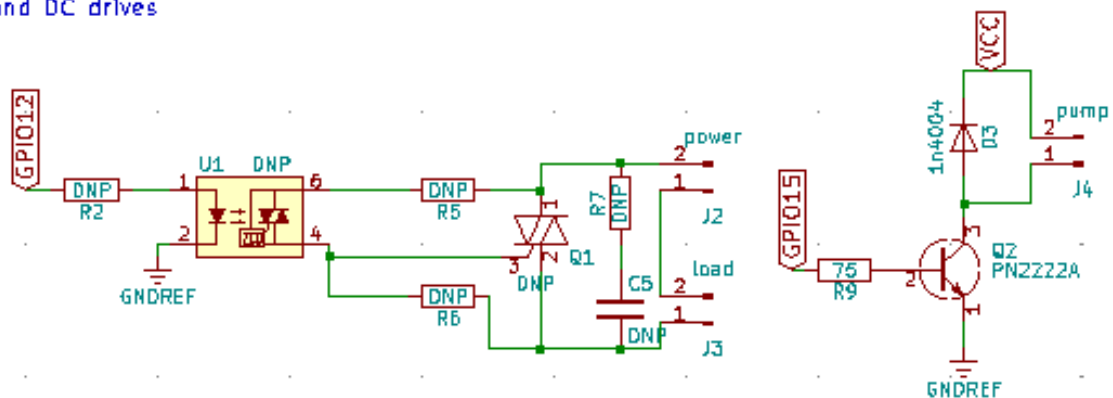 and DC drives
GPIO12
DNP
R2
1
2
GNDREF
U1 DNP
6
4
DNP
R5
DNP
R6
1
2
3
Q1
DNP
R7
DNP
C5
DNP
power
2
1
J2
load
2
1
J3
GPIO15
75
R9
VCC
1n4004
D3
pump
2
1
J4
3
2
1
Q2
PN2222A
GNDREF